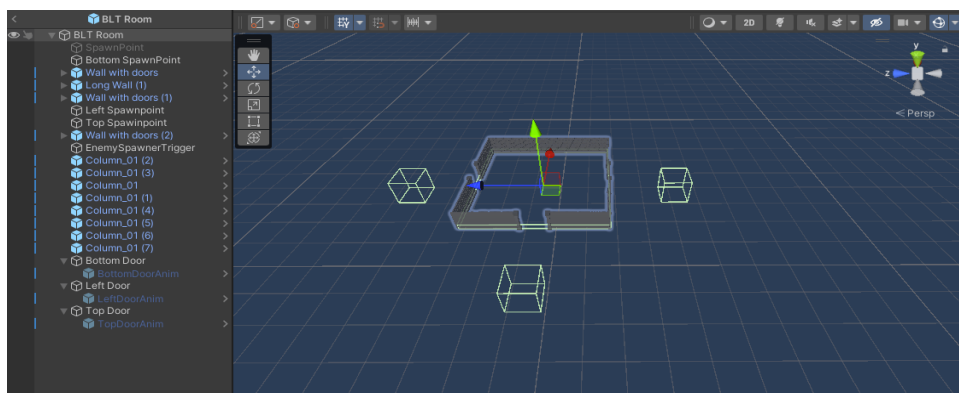 BLT Room
2D
BLT Room
SpawnPoint
Bottom SpawnPoint
Wall with doors
Long Wall (1)
Wall with doors (1)
Left Spawnpoint
Top Spawinpoint
Wall with doors (2)
EnemySpawnerTrigger
Column_01 (2)
Column_01 (3)
Column_01
Column_01 (1)
Column_01 (4)
Column_01 (5)
Column_01 (6)
Column_01 (7)
Bottom Door
BottomDoorAnim
Left Door
LeftDoorAnim
Top Door
TopDoorAnim
y
z
< Persp